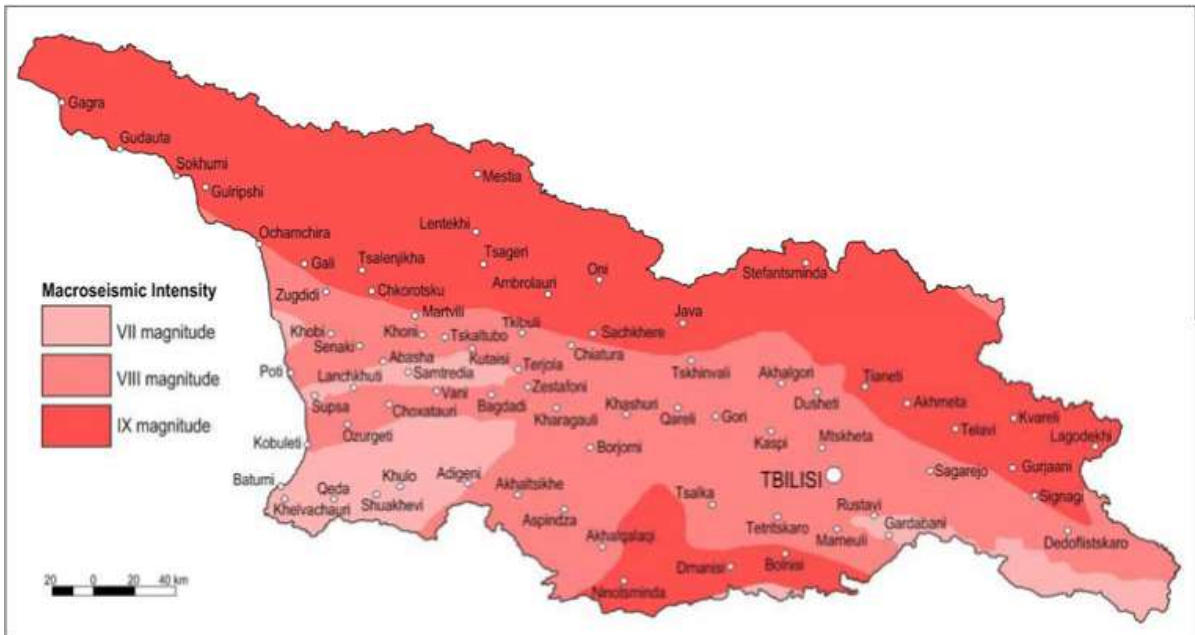 Gagra
Gudauta
Sokhumi
Gulripshi
Mestia
Lentekhi
Ochamchira
Gali
Tsalenjikha
Tsageri
Oni
Stefantsminda
Ambrolauri
Zugdidi
Chkorotsku
Macroseismic Intensity
VII magnitude
VIII magnitude
IX magnitude
Martvili
Java
Khobi
Khoni
Tskaltubo
Tkibuli
Sachkhere
Senaki
Abasha
Kutaisi
Chiatura
Poti
Lanchkhuti
Samtredia
Terjola
Tskhinvali
Akhalgori
Tianeti
Supsa
Choxatauri
Vani
Bagdadi
Zestafoni
Kharagauli
Khashuri
Qareli
Gori
Dusheti
Akhmeta
Kvareli
Ozurgeti
Kaspi
Mtskheta
Telavi
Lagodekhi
Kobuleti
Borjomi
TBILISI
Sagarejo
Gurjaani
Batumi
Qeda
Khulo
Adigeni
Akhaltsikhe
Tsalka
Signagi
Khelvachauri
Shuakhevi
Aspindza
Tetritskaro
Rustavi
Gardabani
Akhalqalaqi
Marneuli
Dedoflistskaro
Dmanisi
Bolnisi
Ninotsminda
20 0 20 40 km